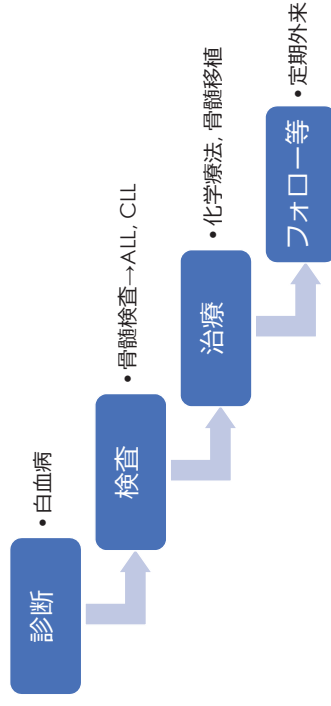 診断
• 白血病
検査
• 骨髄検査→ALL, CLL
治療
• 化学療法, 骨髄移植
フォロー等
• 定期外来